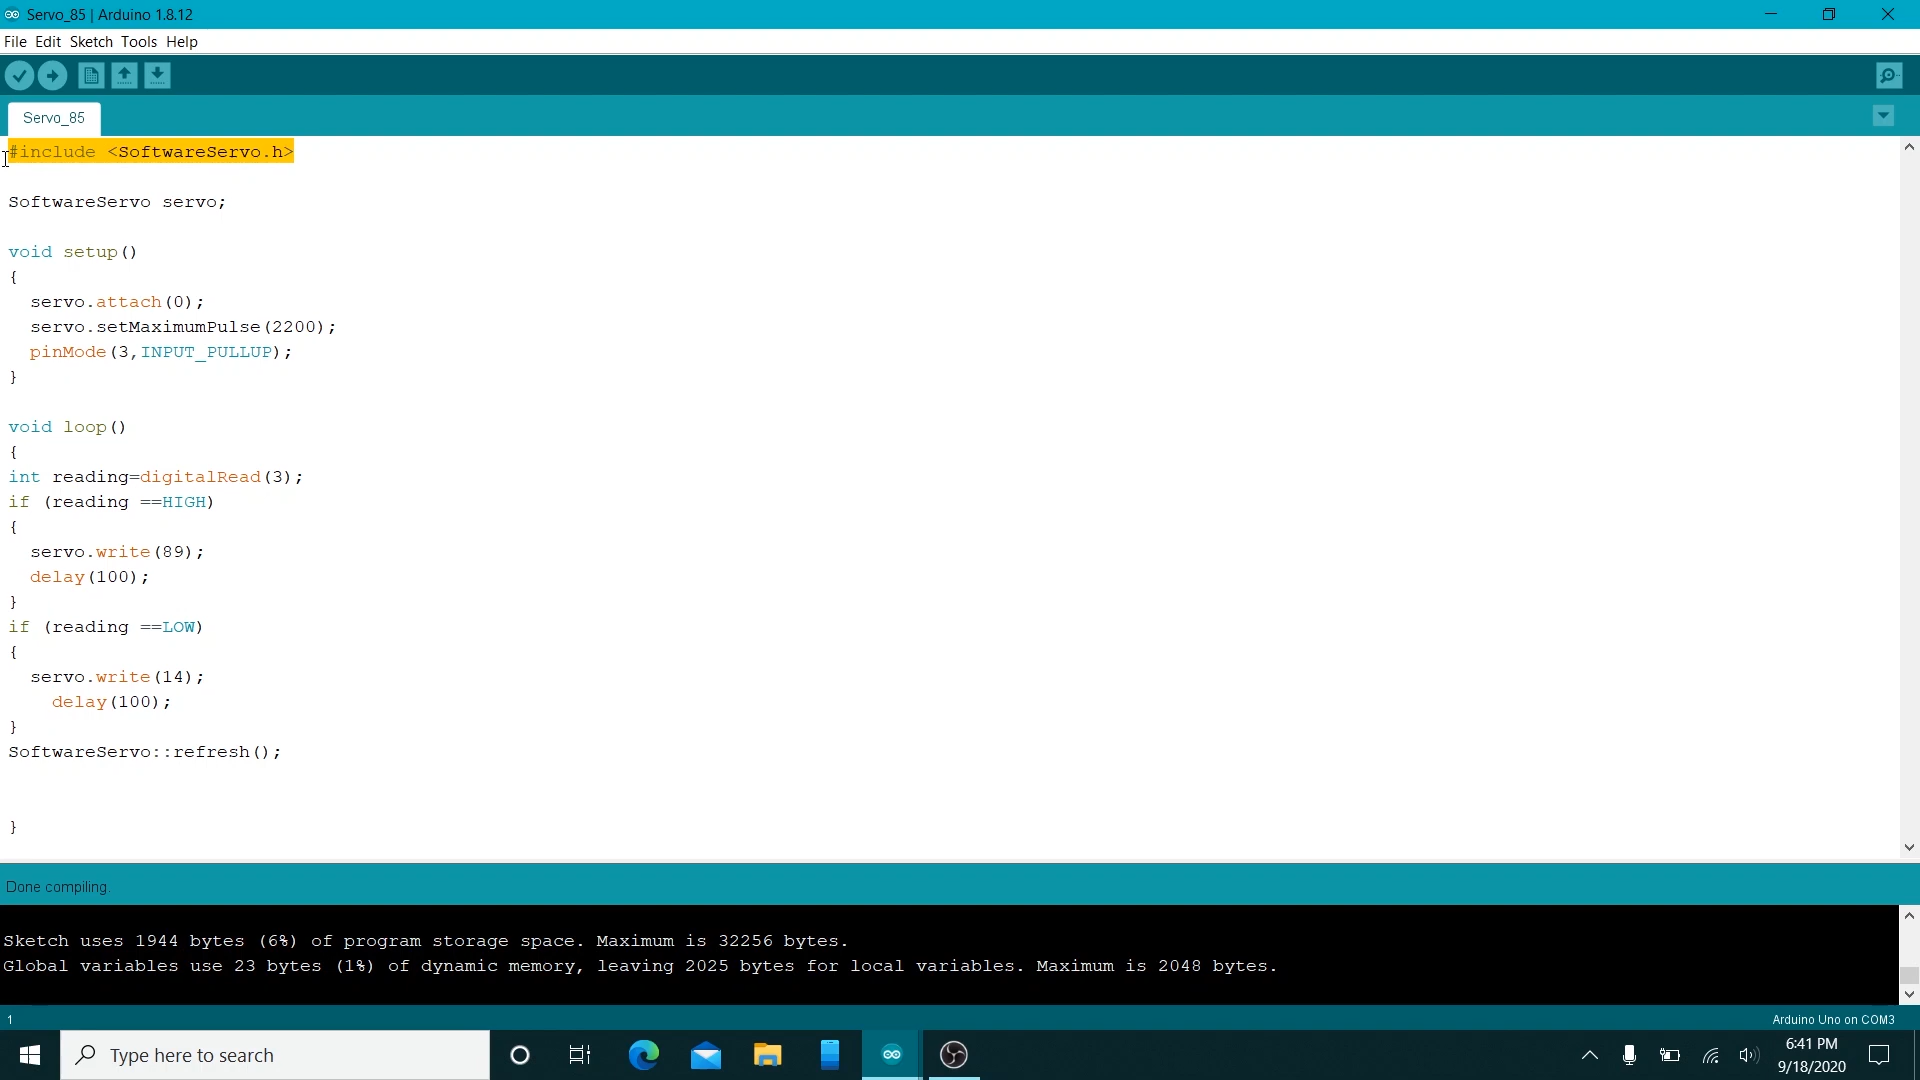 Servo_85 | Arduino 1.8.12
File Edit Sketch Tools Help
Servo_85
#include <SoftwareServo.h>
SoftwareServo servo;
void setup()
{
  servo.attach(0);
  servo.setMaximumPulse(2200);
  pinMode(3,INPUT_PULLUP);
}
void loop()
{
int reading=digitalRead(3);
if (reading ==HIGH)
{
  servo.write(89);
  delay(100);
}
if (reading ==LOW)
{
  servo.write(14);
    delay(100);
}
SoftwareServo::refresh();
}
Done compiling.
Sketch uses 1944 bytes (6%) of program storage space. Maximum is 32256 bytes.
Global variables use 23 bytes (1%) of dynamic memory, leaving 2025 bytes for local variables. Maximum is 2048 bytes.
1
Arduino Uno on COM3
Type here to search
6:41 PM
9/18/2020